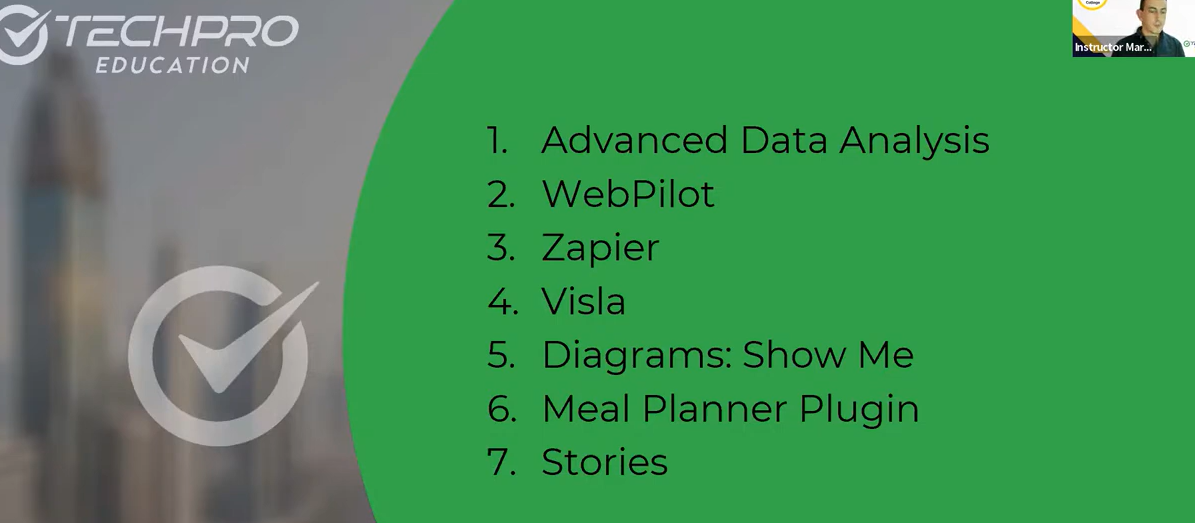 TECHPRO
EDUCATION
College
Instructor Mar...
1. Advanced Data Analysis
2. WebPilot
3. Zapier
4. Visla
5. Diagrams: Show Me
6. Meal Planner Plugin
7. Stories